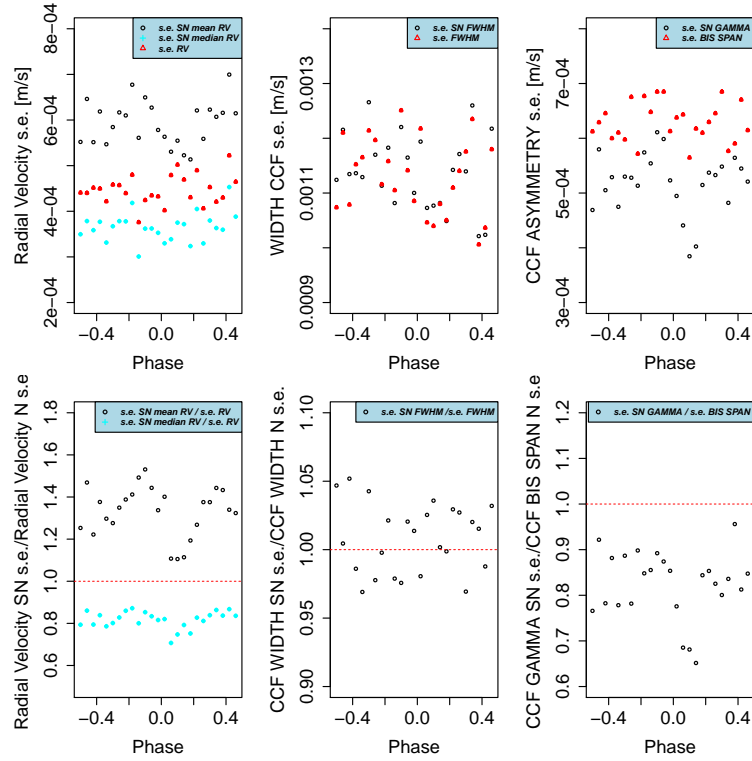 s.e. SN mean RV
s.e. SN median RV
s.e. RV
Radial Velocity s.e. [m/s]
2e−04 4e−04 6e−04 8e−04
−0.4 0.0 0.4
Phase
s.e. SN FWHM
s.e. FWHM
WIDTH CCF s.e. [m/s]
0.0009 0.0011 0.0013
−0.4 0.0 0.4
Phase
s.e. SN GAMMA
s.e. BIS SPAN
CCF ASYMMETRY s.e. [m/s]
3e−04 5e−04 7e−04
−0.4 0.0 0.4
Phase
s.e. SN mean RV / s.e. RV
s.e. SN median RV / s.e. RV
Radial Velocity SN s.e./Radial Velocity N s.e
0.6 0.8 1.0 1.2 1.4 1.6 1.8
−0.4 0.0 0.4
Phase
s.e. SN FWHM /s.e. FWHM
CCF WIDTH SN s.e./CCF WIDTH N s.e.
0.90 0.95 1.00 1.05 1.10
−0.4 0.0 0.4
Phase
s.e. SN GAMMA / s.e. BIS SPAN
CCF GAMMA SN s.e./CCF BIS SPAN N s.e
0.6 0.7 0.8 0.9 1.0 1.1 1.2
−0.4 0.0 0.4
Phase